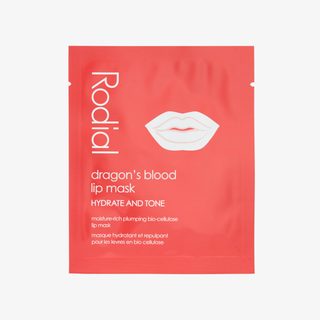 Rodial
dragon's blood
lip mask
HYDRATE AND TONE
moisture-rich plumping bio-cellulose
lip mask
masque hydratant et repulpant
pour les levres en bio cellulose